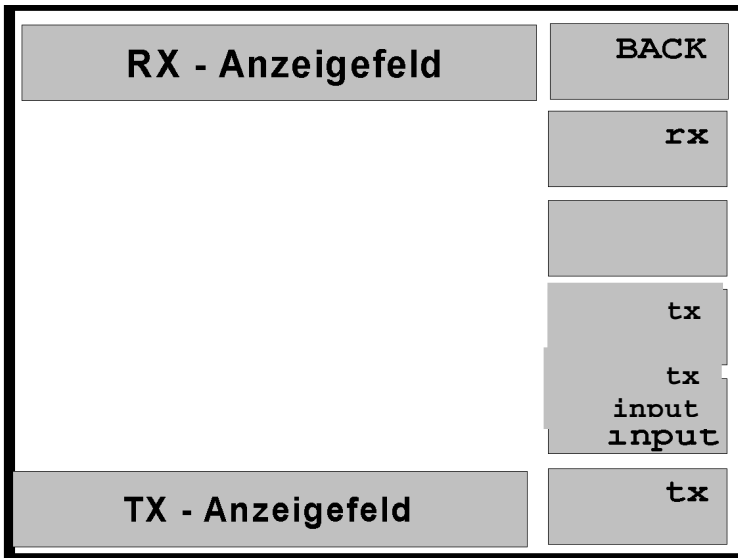 RX - Anzeigefeld
BACK
rx
tx
tx
input
input
TX - Anzeigefeld
tx